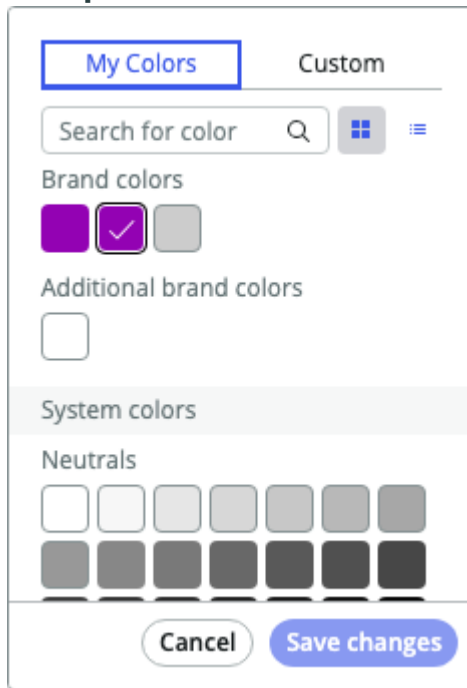 My Colors Custom
Search for color
Brand colors
Additional brand colors
System colors
Neutrals
Cancel Save changes